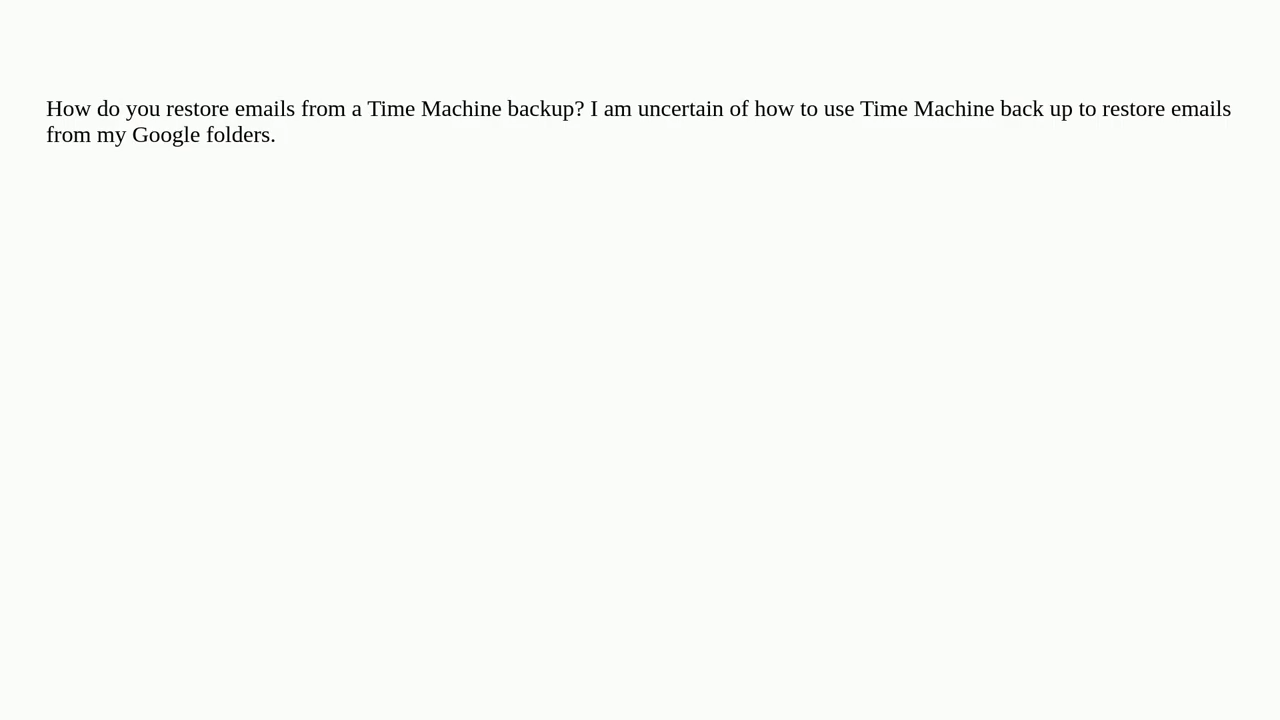 How do you restore emails from a Time Machine backup? I am uncertain of how to use Time Machine back up to restore emails
from my Google folders.